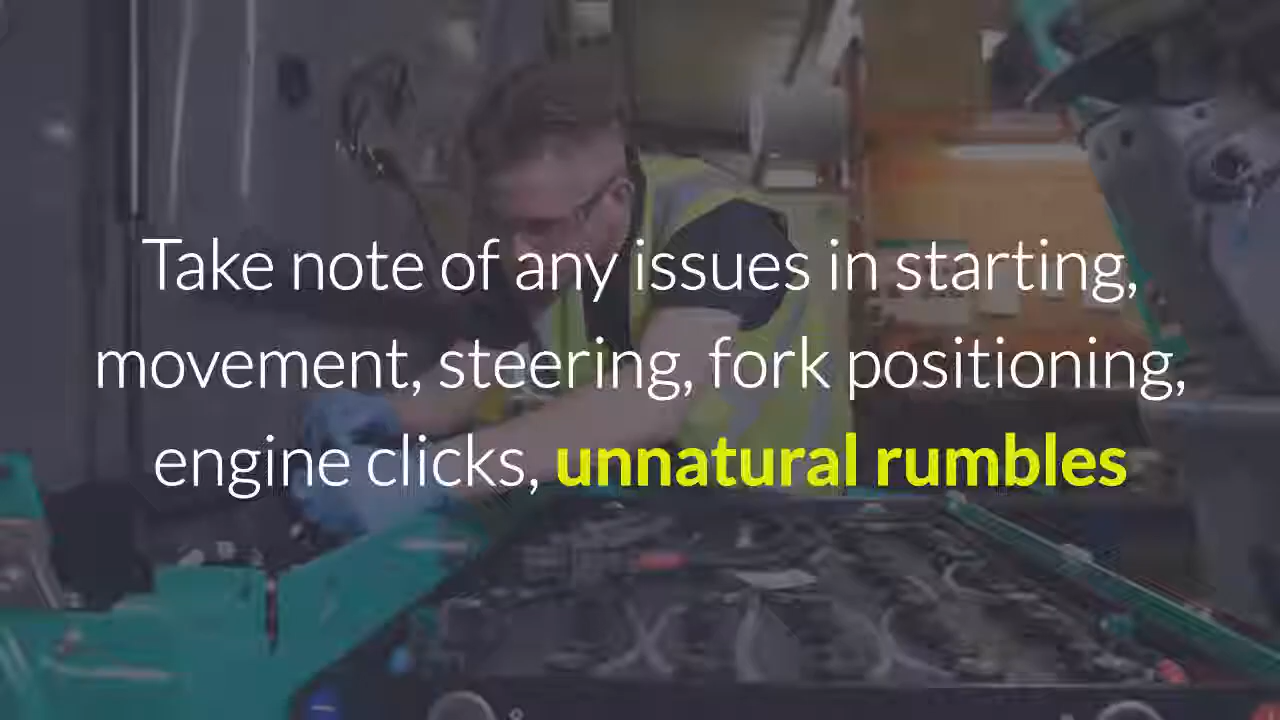 Take note of any issues in starting,
movement, steering, fork positioning,
engine clicks, unnatural rumbles